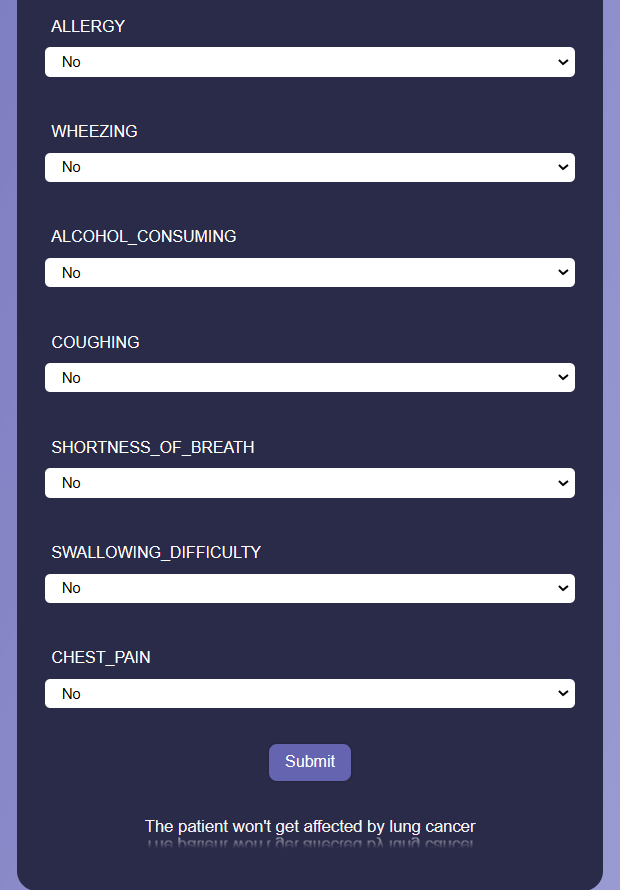 ALLERGY
No
WHEEZING
No
ALCOHOL_CONSUMING
No
COUGHING
No
SHORTNESS_OF_BREATH
No
SWALLOWING_DIFFICULTY
No
CHEST_PAIN
No
Submit
The patient won't get affected by lung cancer